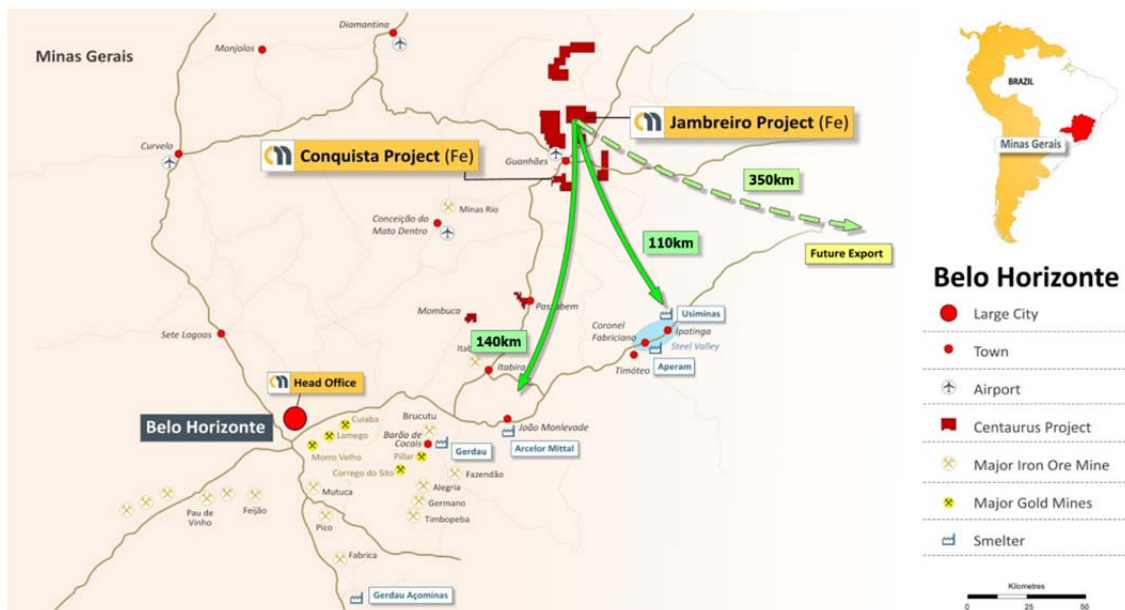 Minas Gerais
Diamantina
Monjolos
Jambreiro Project (Fe)
Conquista Project (Fe)
Curvelo
Guanhães
350km
Minas Rio
Conceição do
Mato Dentro
110km
Future Export
Mombuca
Usiminas
Coronel
Fabriciano
Ipatinga
Steel Valley
Sete Lagoas
140km
Itabira
Timóteo
Aperam
Head Office
Belo Horizonte
Cuiaba
Brucutu
Lamego
João Monlevade
Barão de
Cocais
Gerdau
Arcelor Mittal
Morro Velho
Pillar
Corrego do Sito
Fazendão
Mutuca
Alegria
Germano
Pau de
Vinho
Feijão
Pico
Timbopeba
Fabrica
Gerdau Açominas
BRAZIL
Minas Gerais
Belo Horizonte
Large City
Town
Airport
Centaurus Project
Major Iron Ore Mine
Major Gold Mines
Smelter
Kilometres
0 25 50